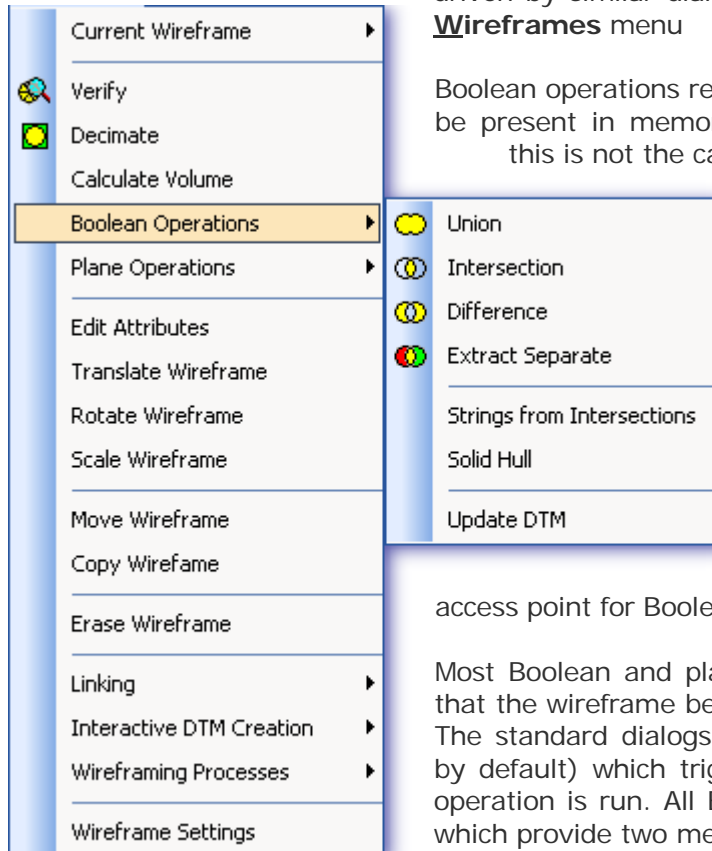 Current Wireframe
Verify
Decimate
Calculate Volume
Boolean Operations
Plane Operations
Edit Attributes
Translate Wireframe
Rotate Wireframe
Scale Wireframe
Move Wireframe
Copy Wirefame
Erase Wireframe
Linking
Interactive DTM Creation
Wireframing Processes
Wireframe Settings
Union
Intersection
Difference
Extract Separate
Strings from Intersections
Solid Hull
Update DTM
Wireframes menu
Boolean operations re
be present in memo
this is not the ca
access point for Boole
Most Boolean and pla
that the wireframe be
The standard dialogs
by default) which trig
operation is run. All
which provide two me